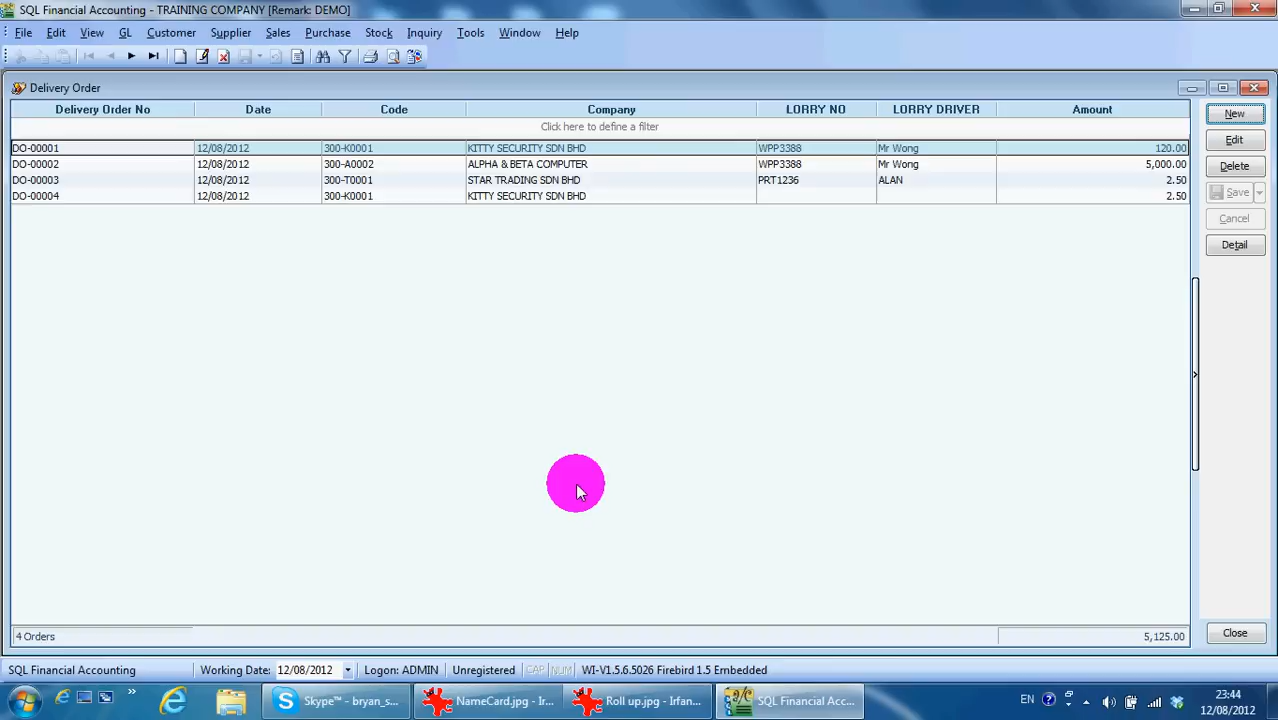 SQL Financial Accounting - TRAINING COMPANY [Remark: DEMO]
File Edit View GL Customer Supplier Sales Purchase Stock Inquiry Tools Window Help
Delivery Order
Delivery Order No Date Code Company LORRY NO LORRY DRIVER Amount
Click here to define a filter
DO-00001 12/08/2012 300-K0001 KITTY SECURITY SDN BHD WPP3388 Mr Wong 120.00
DO-00002 12/08/2012 300-A0002 ALPHA & BETA COMPUTER WPP3388 Mr Wong 5,000.00
DO-00003 12/08/2012 300-T0001 STAR TRADING SDN BHD PRT1236 ALAN 2.50
DO-00004 12/08/2012 300-K0001 KITTY SECURITY SDN BHD 2.50
New
Edit
Delete
Save
Cancel
Detail
4 Orders 5,125.00
Close
SQL Financial Accounting Working Date: 12/08/2012 Logon: ADMIN Unregistered CAP NUM WI-V1.5.6.5026 Firebird 1.5 Embedded
Skype™ - bryan_s... NameCard.jpg - Ir... Roll up.jpg - Irfan... SQL Financial Acc... EN 23:44
12/08/2012